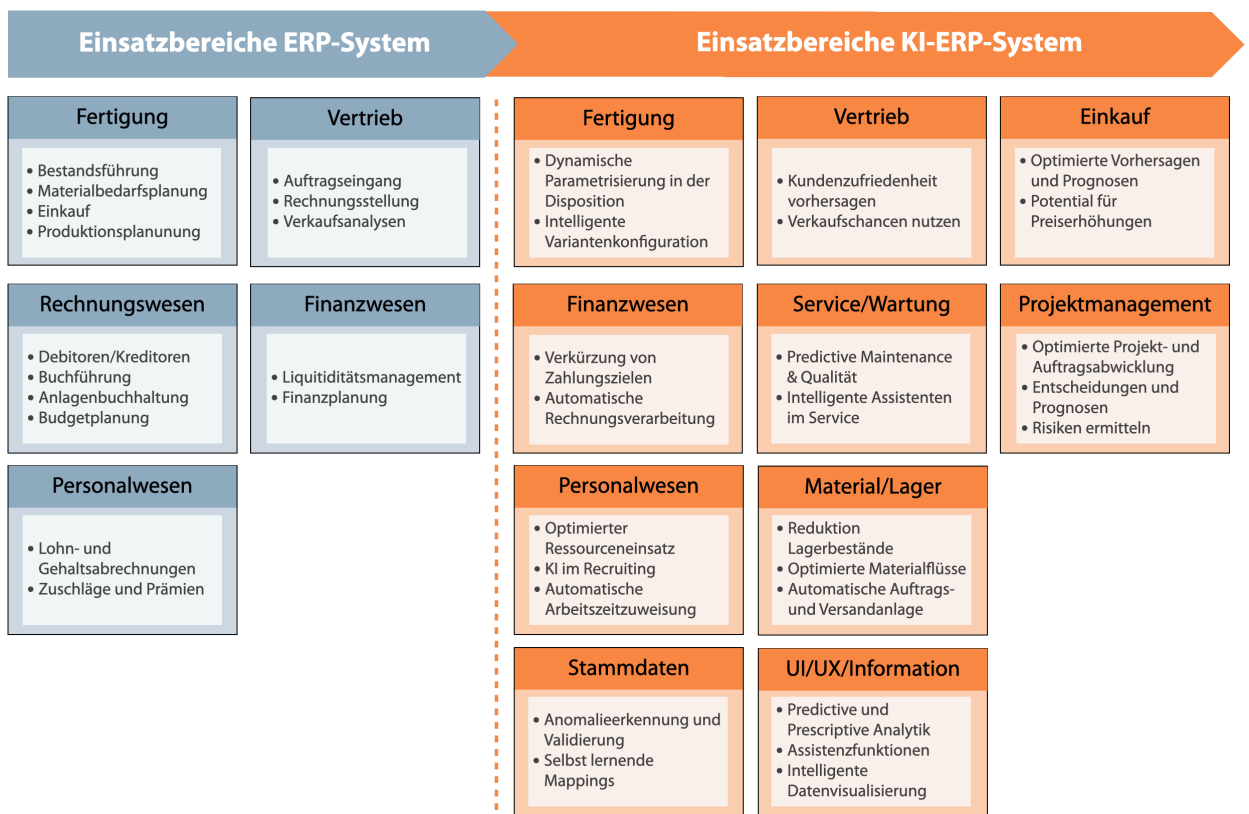 Einsatzbereiche ERP-System
Einsatzbereiche KI-ERP-System
Fertigung
• Bestandsführung
• Materialbedarfsplanung
• Einkauf
• Produktionsplanunung
Vertrieb
• Auftragseingang
• Rechnungsstellung
• Verkaufsanalysen
Rechnungswesen
• Debitoren/Kreditoren
• Buchführung
• Anlagenbuchhaltung
• Budgetplanung
Finanzwesen
• Liquitiditätsmanagement
• Finanzplanung
Personalwesen
• Lohn- und
Gehaltsabrechnungen
• Zuschläge und Prämien
Fertigung
• Dynamische
Parametrisierung in der
Disposition
• Intelligente
Variantenkonfiguration
Vertrieb
• Kundenzufriedenheit
vorhersagen
• Verkaufschancen nutzen
Einkauf
• Optimierte Vorhersagen
und Prognosen
• Potential für
Preiserhöhungen
Finanzwesen
• Verkürzung von
Zahlungszielen
• Automatische
Rechnungsverarbeitung
Service/Wartung
• Predictive Maintenance
& Qualität
• Intelligente Assistenten
im Service
Projektmanagement
• Optimierte Projekt- und
Auftragsabwicklung
• Entscheidungen und
Prognosen
• Risiken ermitteln
Personalwesen
• Optimierter
Ressourceneinsatz
• KI im Recruiting
• Automatische
Arbeitszeitzuweisung
Material/Lager
• Reduktion
Lagerbestände
• Optimierte Materialflüsse
• Automatische Auftrags-
und Versandanlage
Stammdaten
• Anomalieerkennung und
Validierung
• Selbst lernende
Mappings
UI/UX/Information
• Predictive und
Prescriptive Analytik
• Assistenzfunktionen
• Intelligente
Datenvisualisierung